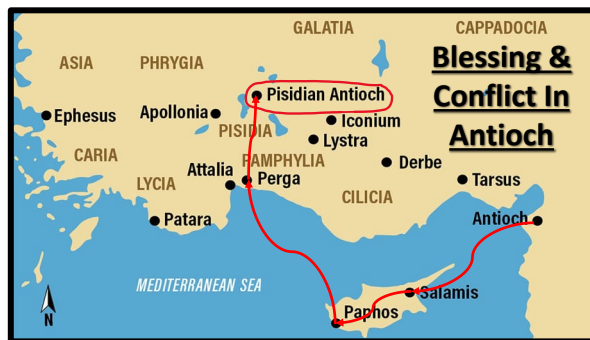 GALATIA
CAPPADOCIA
ASIA
PHRYGIA
Blessing &
Conflict In
Antioch
Pisidian Antioch
Ephesus
Apollonia
Iconium
PISIDIA
Lystra
CARIA
PAMPHYLIA
Derbe
Attalia
Perga
Tarsus
LYCIA
CILICIA
Patara
Antioch
MEDITERRANEAN SEA
Salamis
Paphos
N